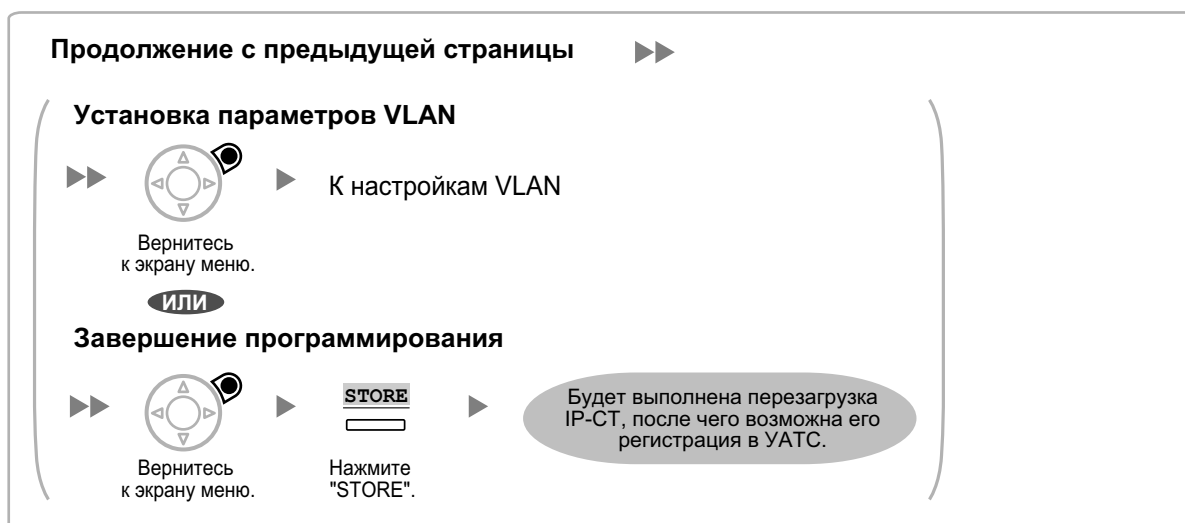 Продолжение с предыдущей страницы
Установка параметров VLAN
К настройкам VLAN
Вернитесь
к экрану меню.
ИЛИ
Завершение программирования
STORE
Вернитесь
к экрану меню.
Нажмите
"STORE".
Будет выполнена перезагрузка
IP-CT, после чего возможна его
регистрация в УАТС.